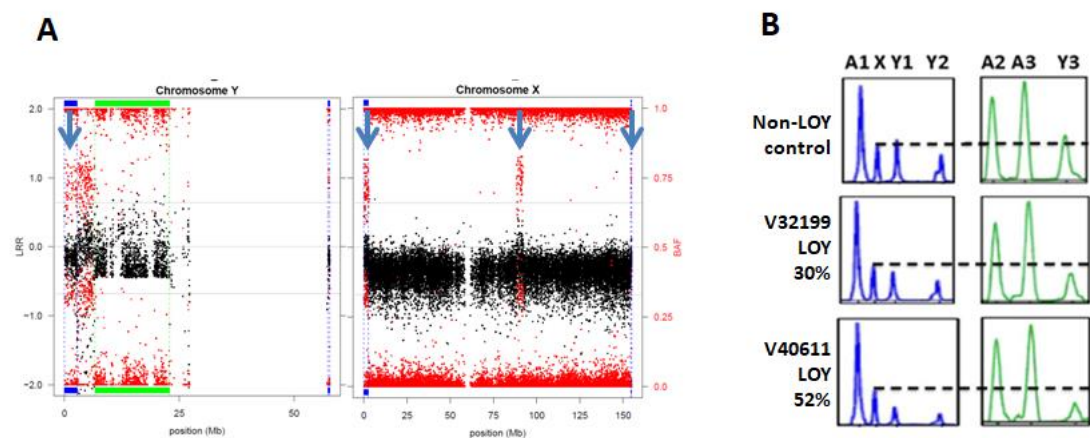 A
B
Chromosome Y
Chromosome X
2.0
1.0
0.0
−1.0
−2.0
LRR
0
25
50
position (Mb)
1.0
0.75
0.5
0.25
0.0
BAF
0
25
50
75
100
125
150
position (Mb)
A1 X Y1 Y2
A2 A3 Y3
Non-LOY
control
V32199
LOY
30%
V40611
LOY
52%